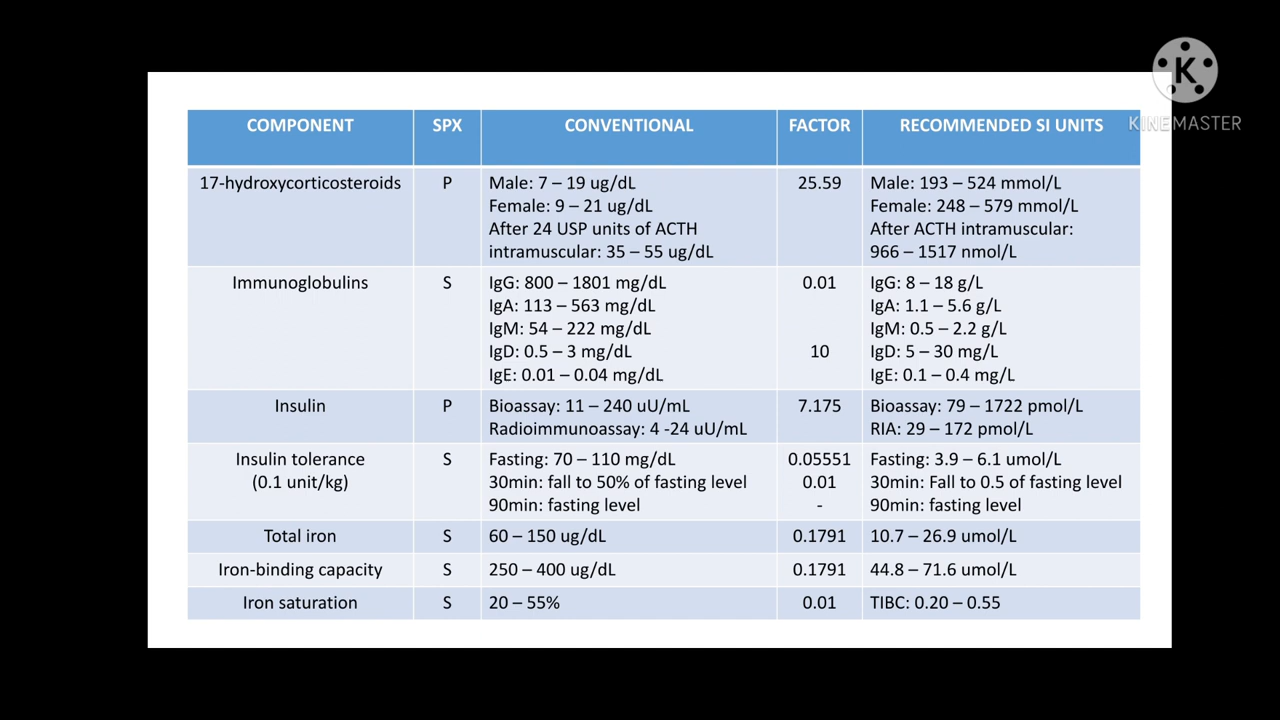 K
KINEMASTER
COMPONENT SPX CONVENTIONAL FACTOR RECOMMENDED SI UNITS
17-hydroxycorticosteroids P Male: 7 – 19 ug/dL 25.59 Male: 193 – 524 mmol/L
Female: 9 – 21 ug/dL Female: 248 – 579 mmol/L
After 24 USP units of ACTH After ACTH intramuscular:
intramuscular: 35 – 55 ug/dL 966 – 1517 nmol/L
Immunoglobulins S IgG: 800 – 1801 mg/dL 0.01 IgG: 8 – 18 g/L
IgA: 113 – 563 mg/dL IgA: 1.1 – 5.6 g/L
IgM: 54 – 222 mg/dL IgM: 0.5 – 2.2 g/L
IgD: 0.5 – 3 mg/dL 10 IgD: 5 – 30 mg/L
IgE: 0.01 – 0.04 mg/dL IgE: 0.1 – 0.4 mg/L
Insulin P Bioassay: 11 – 240 uU/mL 7.175 Bioassay: 79 – 1722 pmol/L
Radioimmunoassay: 4 -24 uU/mL RIA: 29 – 172 pmol/L
Insulin tolerance S Fasting: 70 – 110 mg/dL 0.05551 Fasting: 3.9 – 6.1 umol/L
(0.1 unit/kg) 30min: fall to 50% of fasting level 0.01 30min: Fall to 0.5 of fasting level
90min: fasting level - 90min: fasting level
Total iron S 60 – 150 ug/dL 0.1791 10.7 – 26.9 umol/L
Iron-binding capacity S 250 – 400 ug/dL 0.1791 44.8 – 71.6 umol/L
Iron saturation S 20 – 55% 0.01 TIBC: 0.20 – 0.55